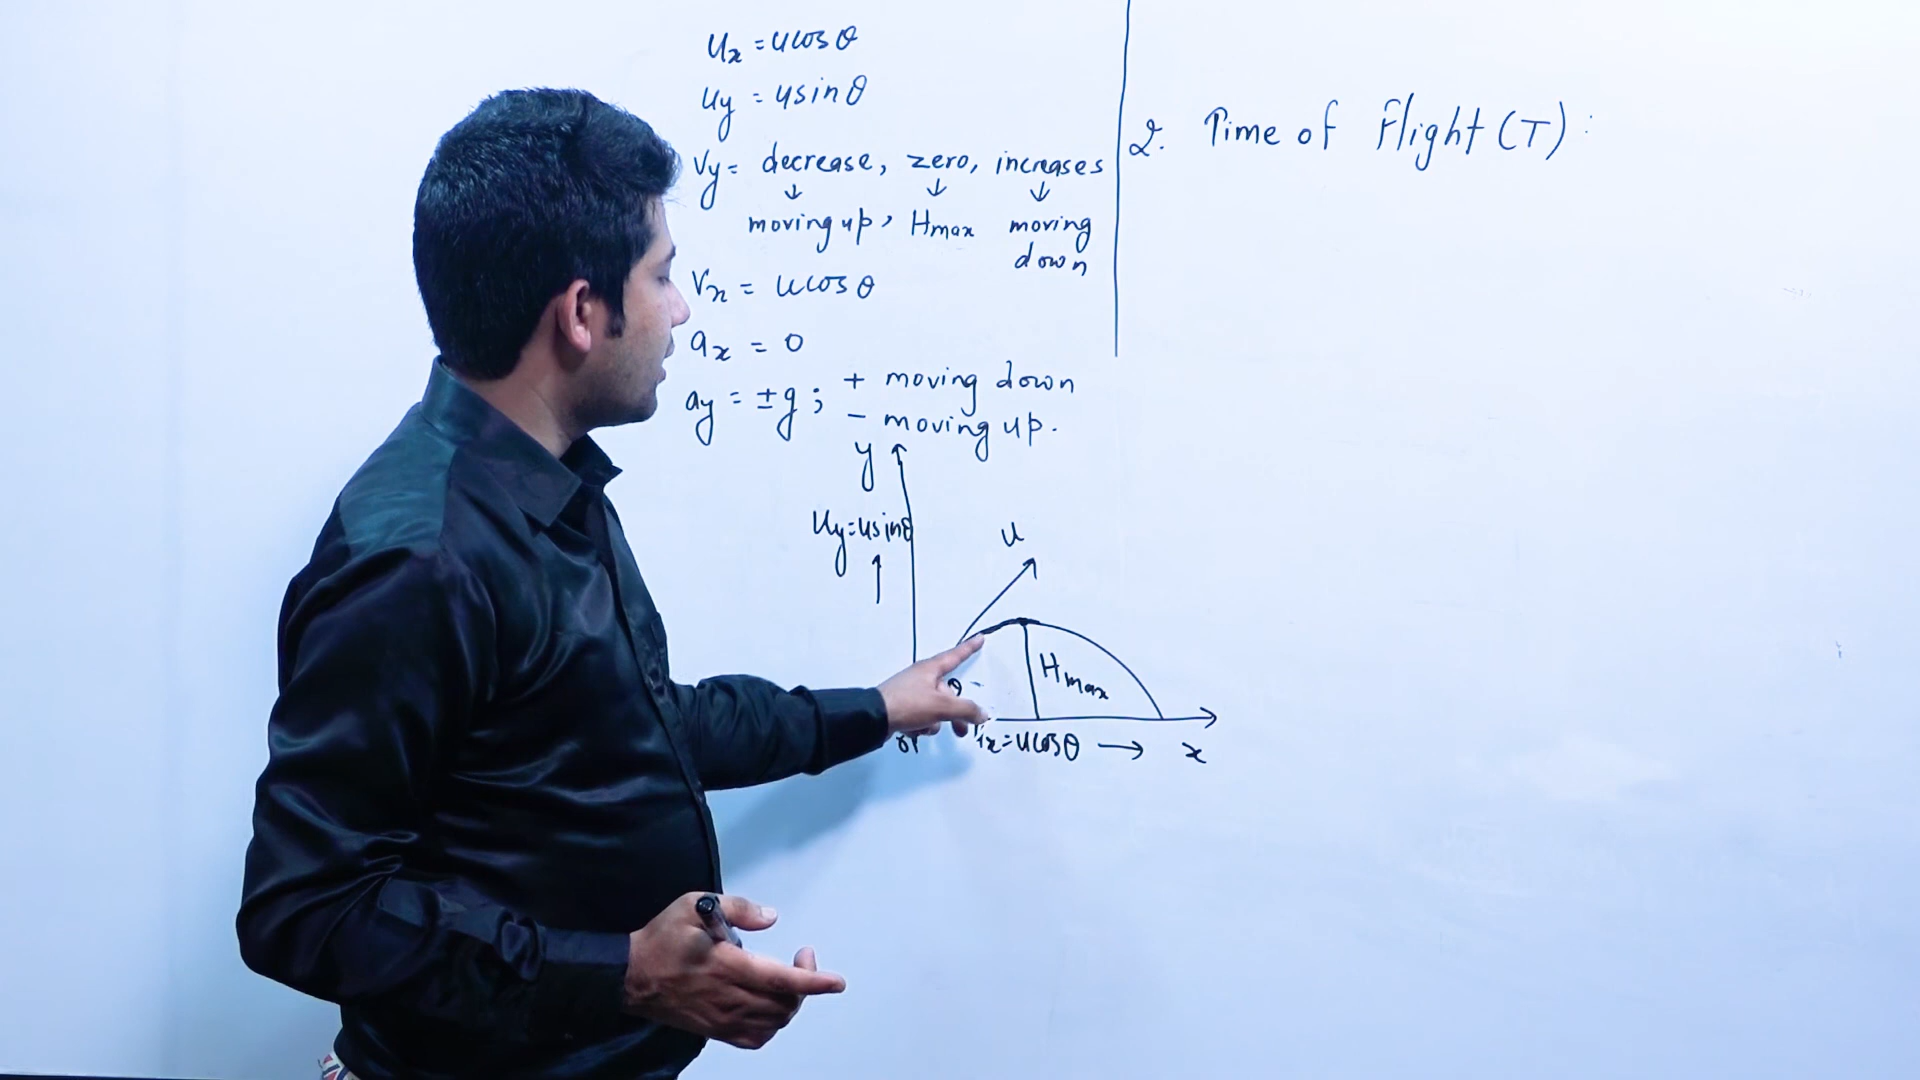 ux = ucosθ
uy = usinθ
vy = decrease, zero, increases
↓ ↓ ↓
moving up, Hmax moving
down
vx = ucosθ
ax = 0
ay = ±g; + moving down
− moving up.
y
uy=usinθ
u
Hmax
θ
ux=ucosθ → x
2. Time of Flight (T) :